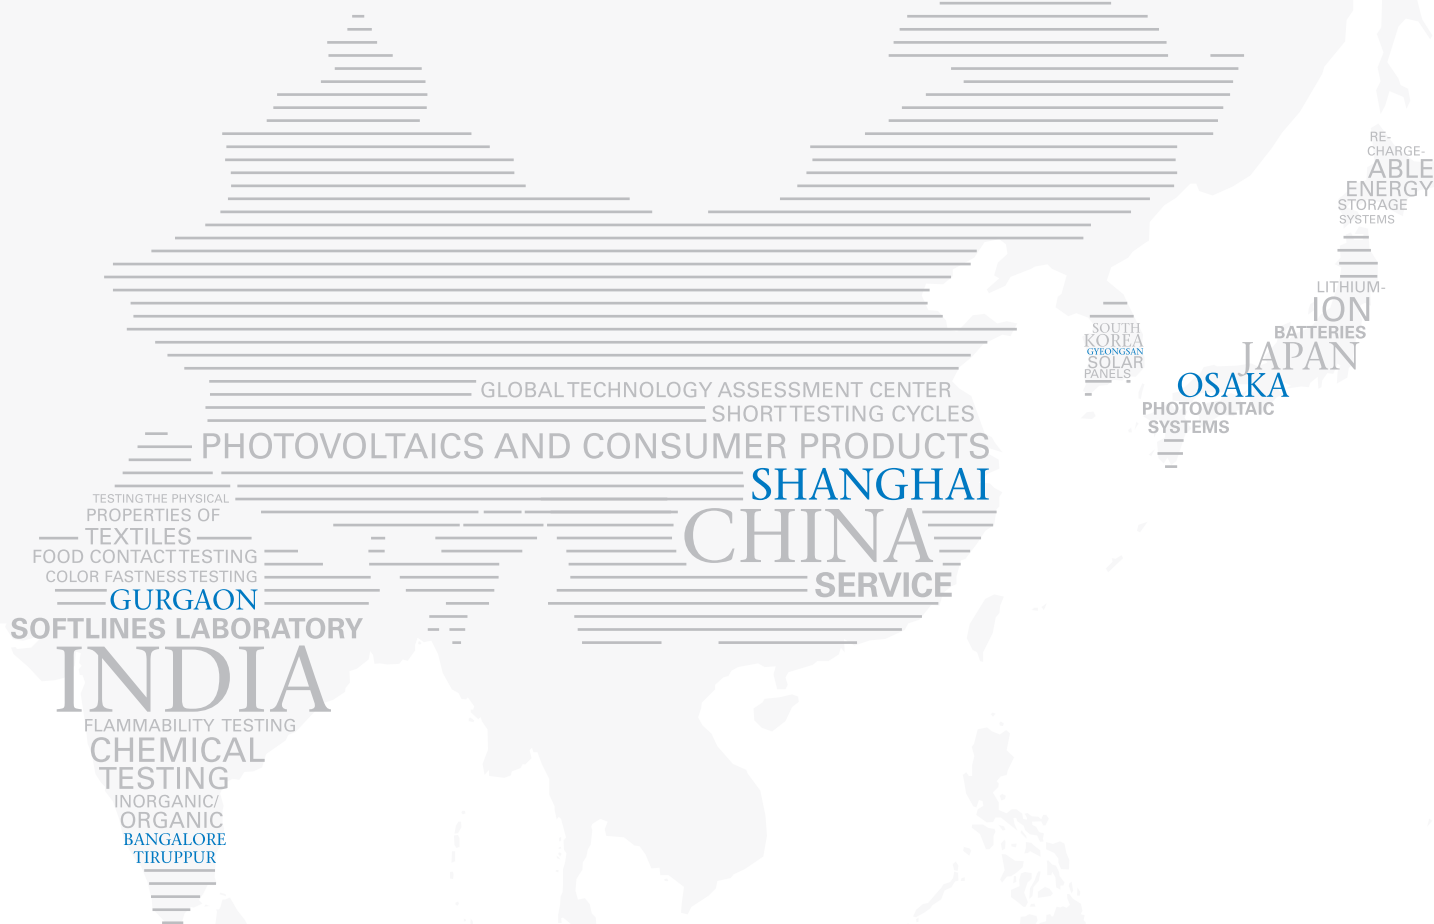 RE-
CHARGE-
ABLE
ENERGY
STORAGE
SYSTEMS
LITHIUM-
ION
BATTERIES
JAPAN
OSAKA
PHOTOVOLTAIC
SYSTEMS
SOUTH
KOREA
GYEONGSAN
SOLAR
PANELS
GLOBAL TECHNOLOGY ASSESSMENT CENTER
SHORT TESTING CYCLES
PHOTOVOLTAICS AND CONSUMER PRODUCTS
SHANGHAI
CHINA
SERVICE
TESTING THE PHYSICAL
PROPERTIES OF
TEXTILES
FOOD CONTACT TESTING
COLOR FASTNESS TESTING
GURGAON
SOFTLINES LABORATORY
INDIA
FLAMMABILITY TESTING
CHEMICAL
TESTING
INORGANIC/
ORGANIC
BANGALORE
TIRUPPUR